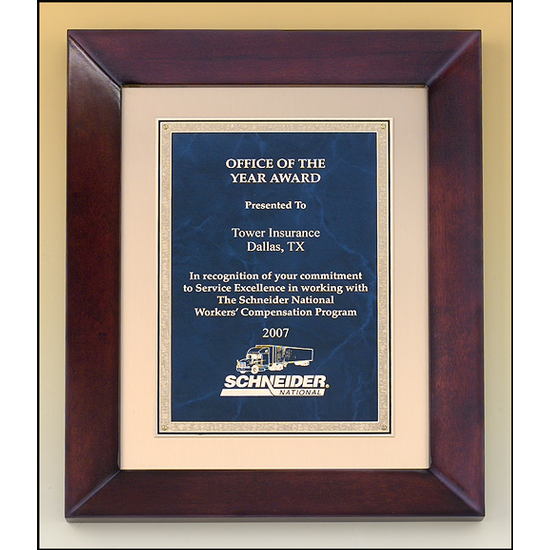 OFFICE OF THE
YEAR AWARD
Presented To
Tower Insurance
Dallas, TX
In recognition of your commitment
to Service Excellence in working with
The Schneider National
Workers' Compensation Program
2007
SCHNEIDER®
NATIONAL